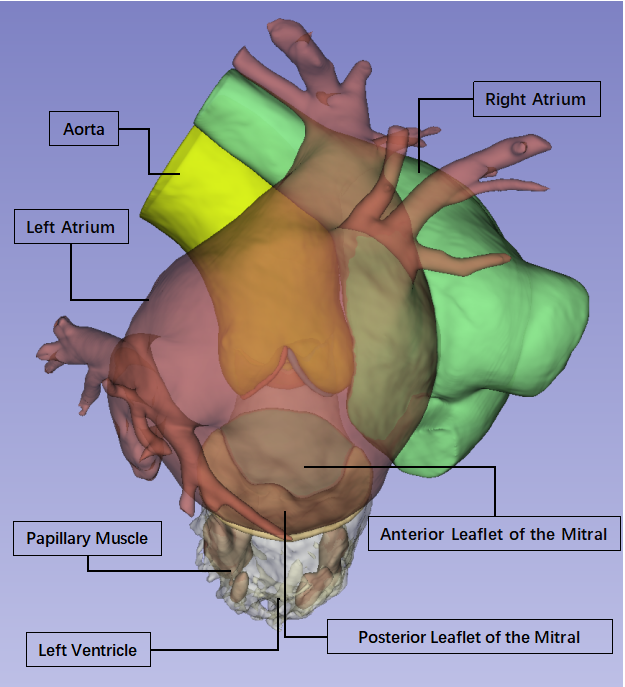 Right Atrium
Aorta
Left Atrium
Anterior Leaflet of the Mitral
Papillary Muscle
Posterior Leaflet of the Mitral
Left Ventricle